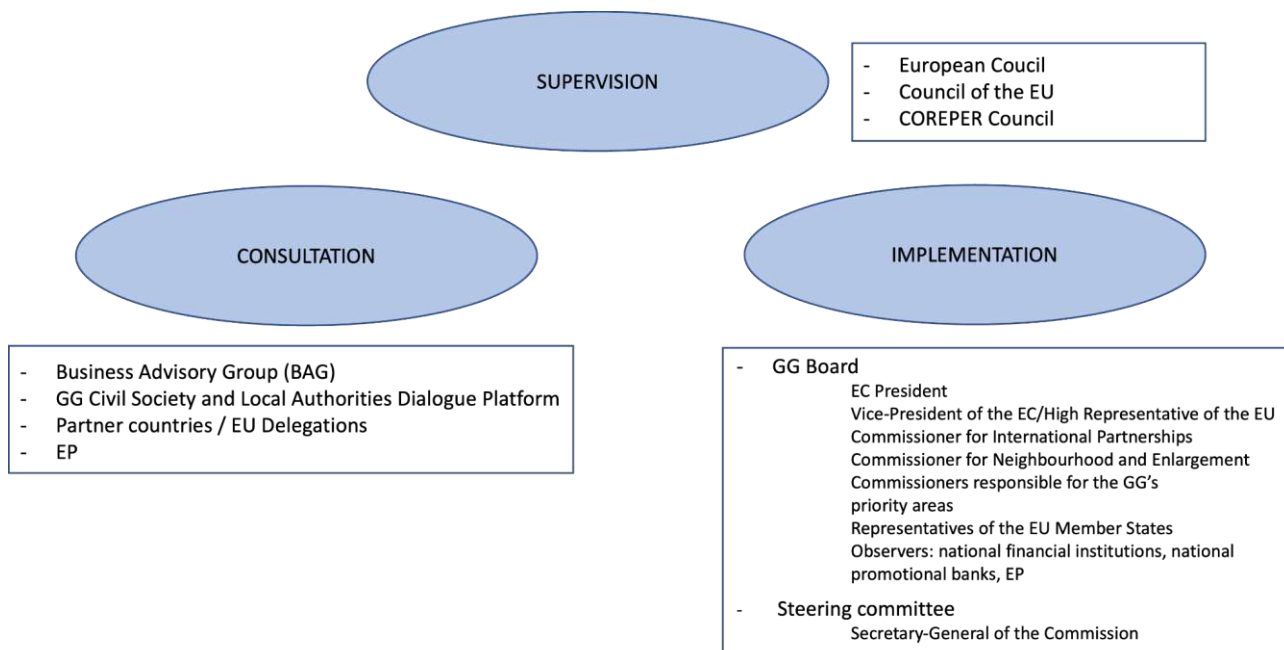 SUPERVISION
- European Coucil
- Council of the EU
- COREPER Council
CONSULTATION
- Business Advisory Group (BAG)
- GG Civil Society and Local Authorities Dialogue Platform
- Partner countries / EU Delegations
- EP
IMPLEMENTATION
- GG Board
EC President
Vice-President of the EC/High Representative of the EU
Commissioner for International Partnerships
Commissioner for Neighbourhood and Enlargement
Commissioners responsible for the GG’s
priority areas
Representatives of the EU Member States
Observers: national financial institutions, national
promotional banks, EP
- Steering committee
Secretary-General of the Commission